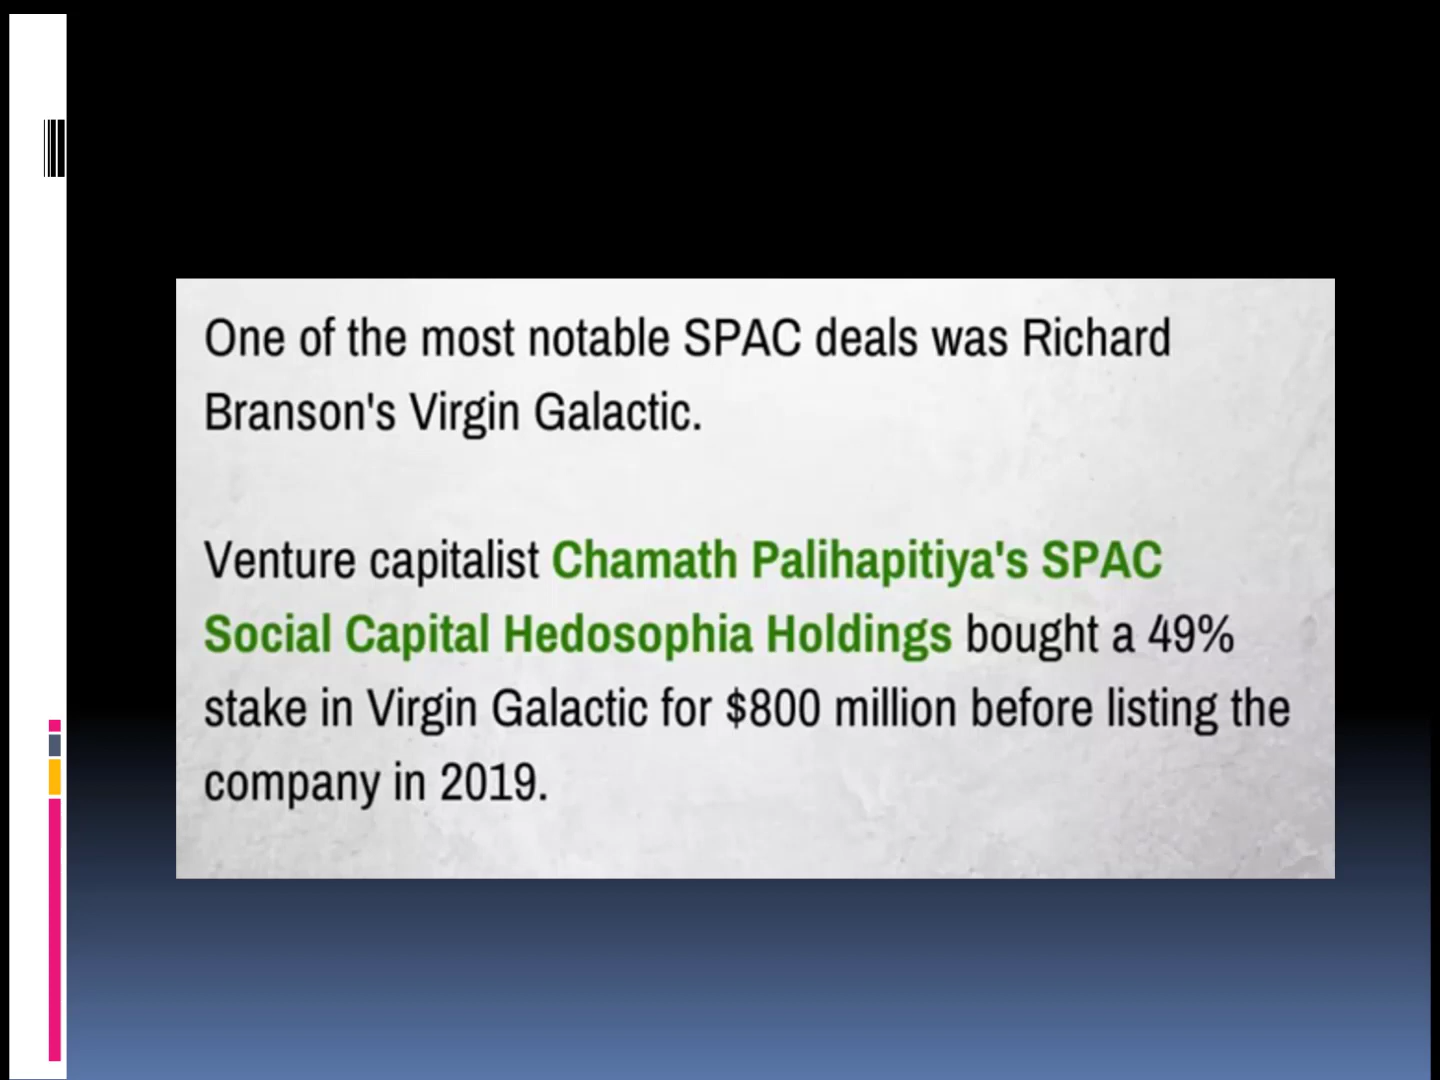 One of the most notable SPAC deals was Richard
Branson's Virgin Galactic.
Venture capitalist Chamath Palihapitiya's SPAC
Social Capital Hedosophia Holdings bought a 49%
stake in Virgin Galactic for $800 million before listing the
company in 2019.